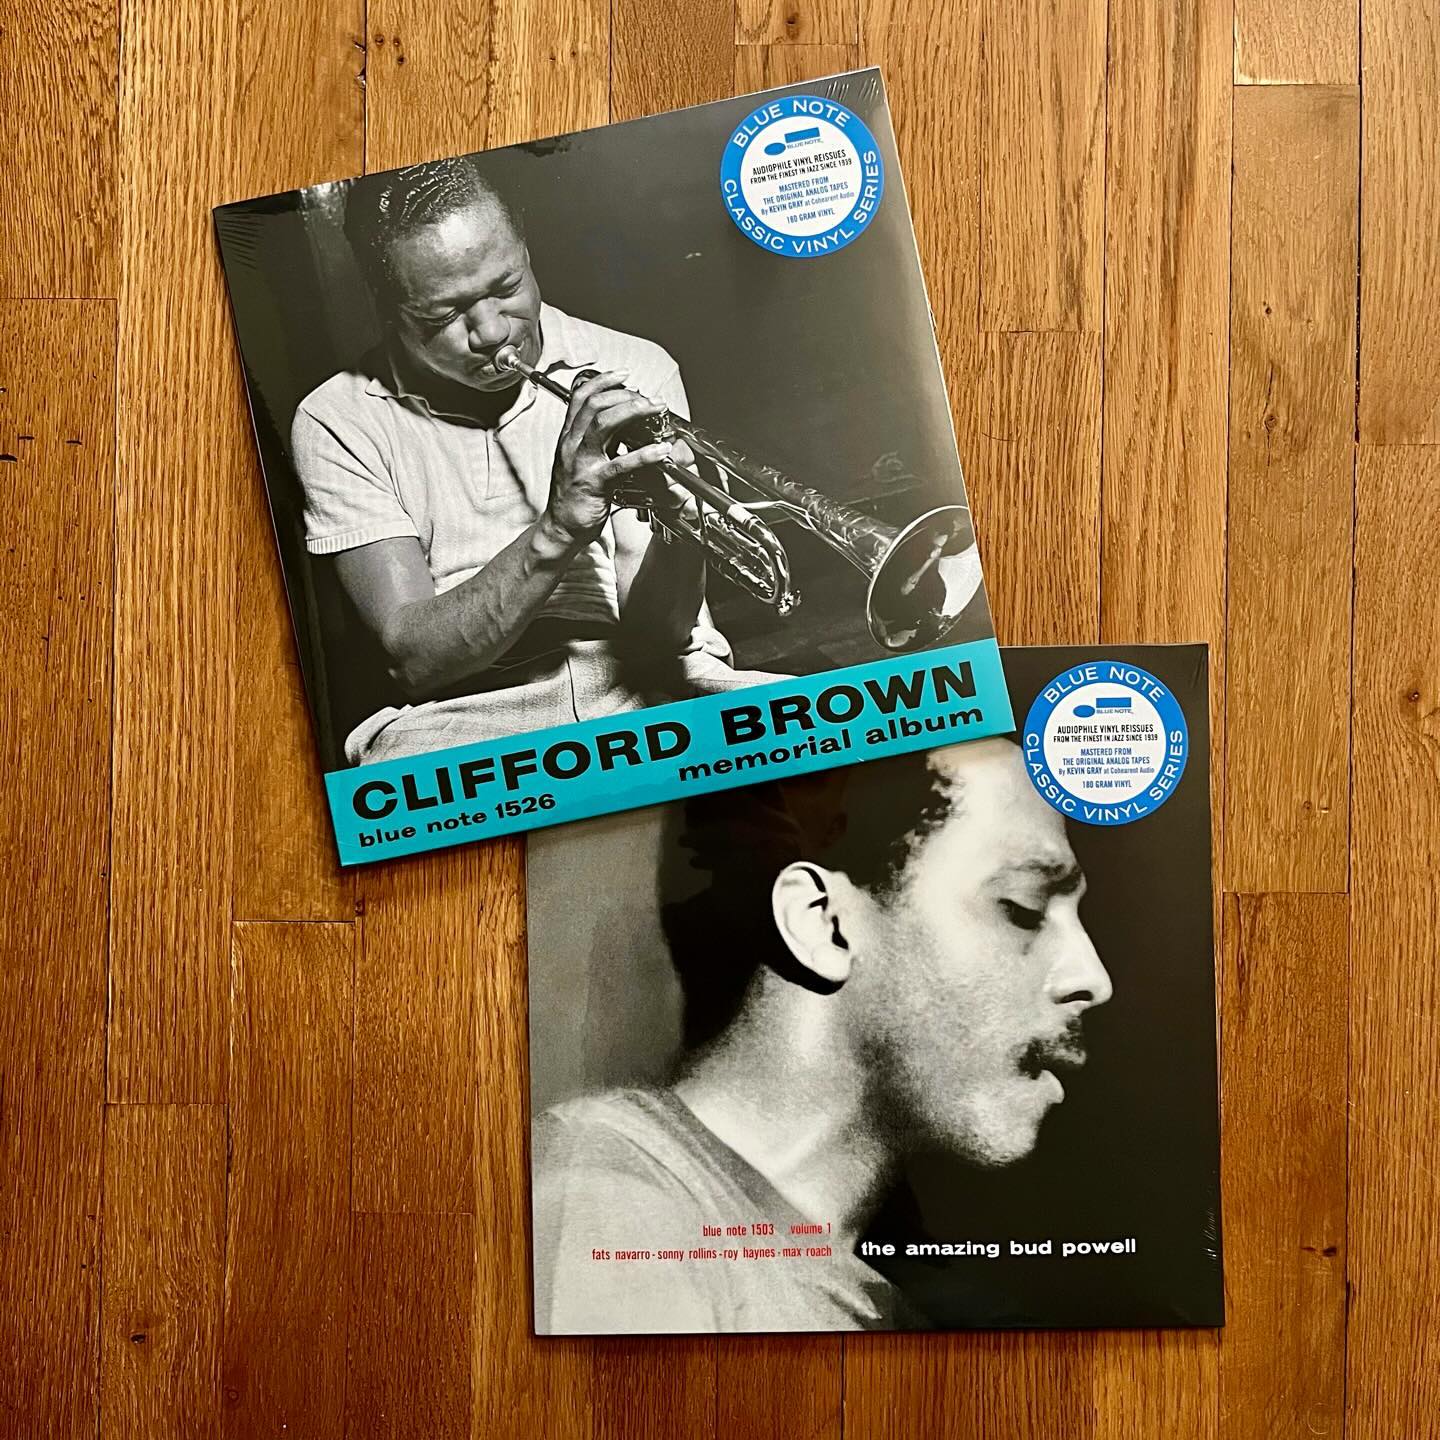 BLUE NOTE
BLUE NOTE
AUDIOPHILE VINYL REISSUES
FROM THE FINEST IN JAZZ SINCE 1939
MASTERED FROM
THE ORIGINAL ANALOG TAPES
By KEVIN GRAY at Cohearent Audio
180 GRAM VINYL
CLASSIC VINYL SERIES
CLIFFORD BROWN
memorial album
blue note 1526
BLUE NOTE
BLUE NOTE
AUDIOPHILE VINYL REISSUES
FROM THE FINEST IN JAZZ SINCE 1939
MASTERED FROM
THE ORIGINAL ANALOG TAPES
By KEVIN GRAY at Cohearent Audio
180 GRAM VINYL
CLASSIC VINYL SERIES
blue note 1503 volume 1
fats navarro-sonny rollins-roy haynes-max roach
the amazing bud powell